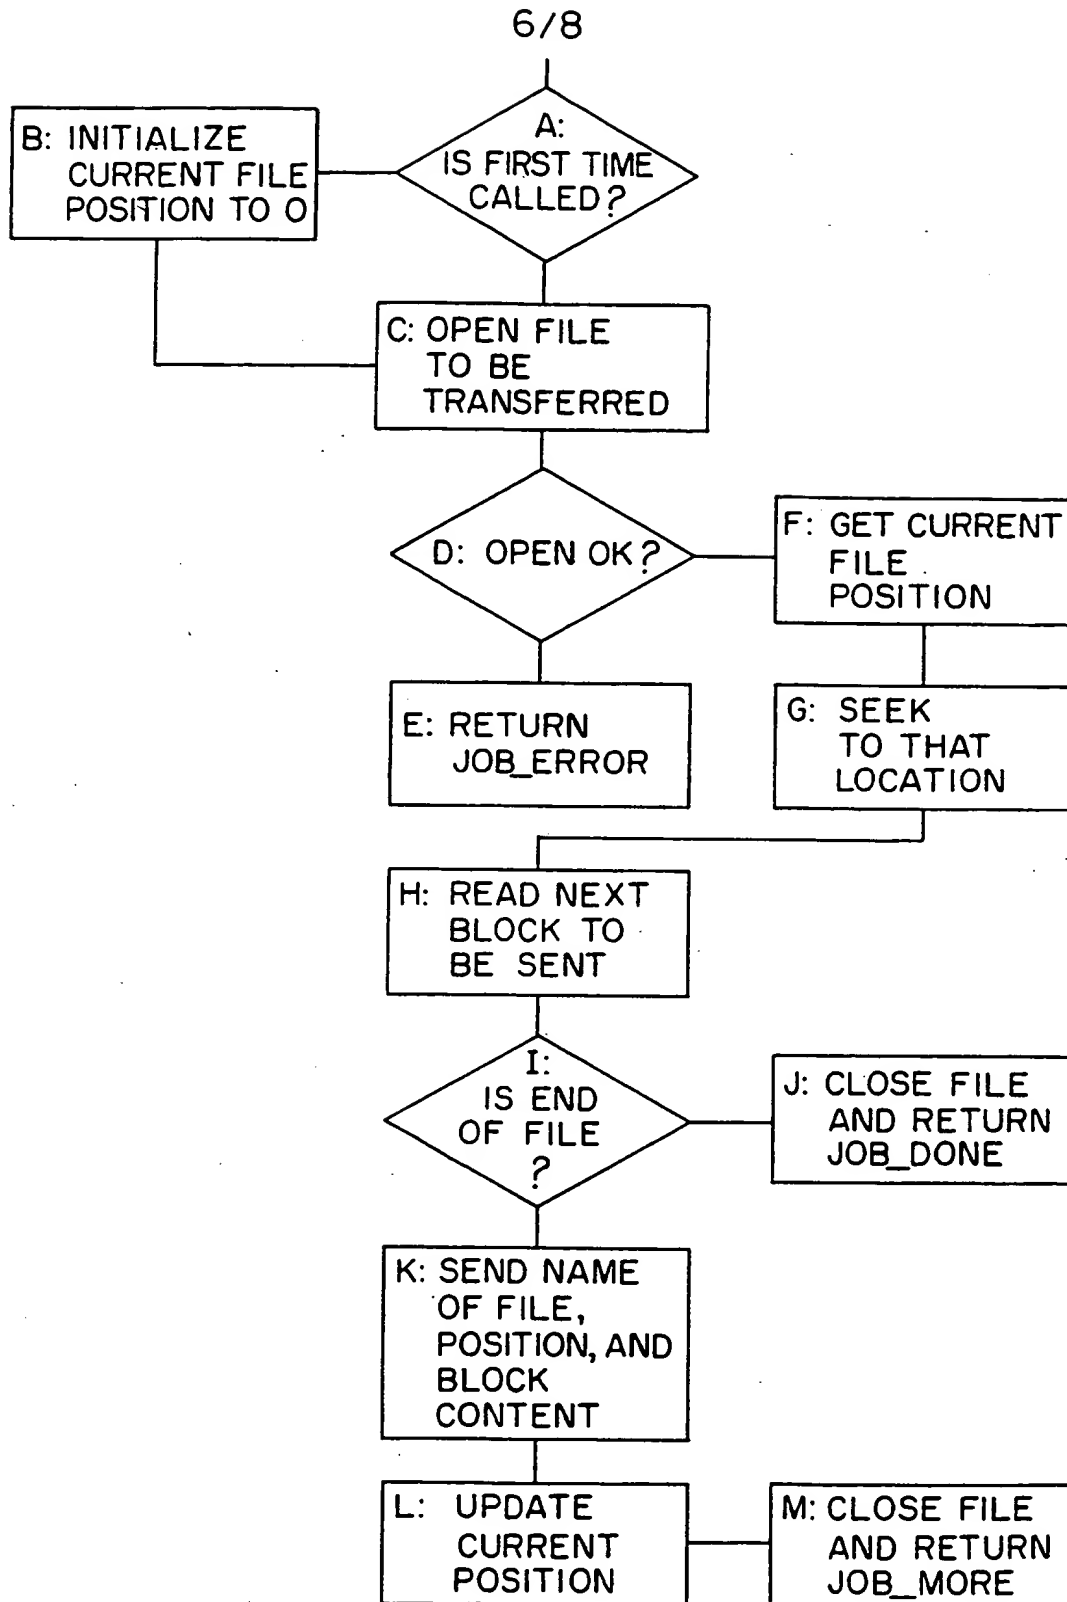 6/8
A:
IS FIRST TIME
CALLED?
B: INITIALIZE
CURRENT FILE
POSITION TO 0
C: OPEN FILE
TO BE
TRANSFERRED
D: OPEN OK?
F: GET CURRENT
FILE
POSITION
E: RETURN
JOB_ERROR
G: SEEK
TO THAT
LOCATION
H: READ NEXT
BLOCK TO
BE SENT
I:
IS END
OF FILE
?
J: CLOSE FILE
AND RETURN
JOB_DONE
K: SEND NAME
OF FILE,
POSITION, AND
BLOCK
CONTENT
L: UPDATE
CURRENT
POSITION
M: CLOSE FILE
AND RETURN
JOB_MORE